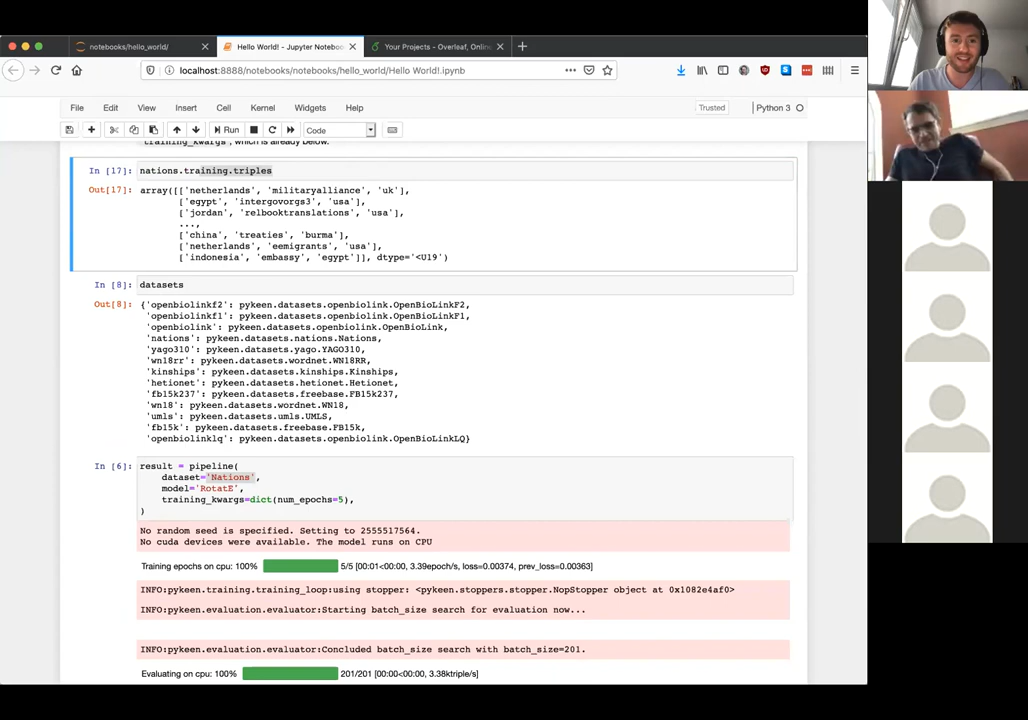 notebooks/hello_world/
Hello World! - Jupyter Noteboo
Your Projects - Overleaf, Online
localhost:8888/notebooks/notebooks/hello_world/Hello World!.ipynb
File Edit View Insert Cell Kernel Widgets Help Trusted Python 3
Run Code
training_kwargs`, which is already below.
In [17]: nations.training.triples
Out[17]: array([['netherlands', 'militaryalliance', 'uk'],
['egypt', 'intergovorgs3', 'usa'],
['jordan', 'relbooktranslations', 'usa'],
...,
['china', 'treaties', 'burma'],
['netherlands', 'eemigrants', 'usa'],
['indonesia', 'embassy', 'egypt']], dtype='<U19')
In [8]: datasets
Out[8]: {'openbiolinkf2': pykeen.datasets.openbiolink.OpenBioLinkF2,
'openbiolinkf1': pykeen.datasets.openbiolink.OpenBioLinkF1,
'openbiolink': pykeen.datasets.openbiolink.OpenBioLink,
'nations': pykeen.datasets.nations.Nations,
'yago310': pykeen.datasets.yago.YAGO310,
'wn18rr': pykeen.datasets.wordnet.WN18RR,
'kinships': pykeen.datasets.kinships.Kinships,
'hetionet': pykeen.datasets.hetionet.Hetionet,
'fb15k237': pykeen.datasets.freebase.FB15k237,
'wn18': pykeen.datasets.wordnet.WN18,
'umls': pykeen.datasets.umls.UMLS,
'fb15k': pykeen.datasets.freebase.FB15k,
'openbiolinklq': pykeen.datasets.openbiolink.OpenBioLinkLQ}
In [6]: result = pipeline(
dataset='Nations',
model='RotatE',
training_kwargs=dict(num_epochs=5),
)
No random seed is specified. Setting to 2555517564.
No cuda devices were available. The model runs on CPU
Training epochs on cpu: 100% 5/5 [00:01<00:00, 3.39epoch/s, loss=0.00374, prev_loss=0.00363]
INFO:pykeen.training.training_loop:using stopper: <pykeen.stoppers.stopper.NopStopper object at 0x1082e4af0>
INFO:pykeen.evaluation.evaluator:Starting batch_size search for evaluation now...
INFO:pykeen.evaluation.evaluator:Concluded batch_size search with batch_size=201.
Evaluating on cpu: 100% 201/201 [00:00<00:00, 3.38ktriple/s]